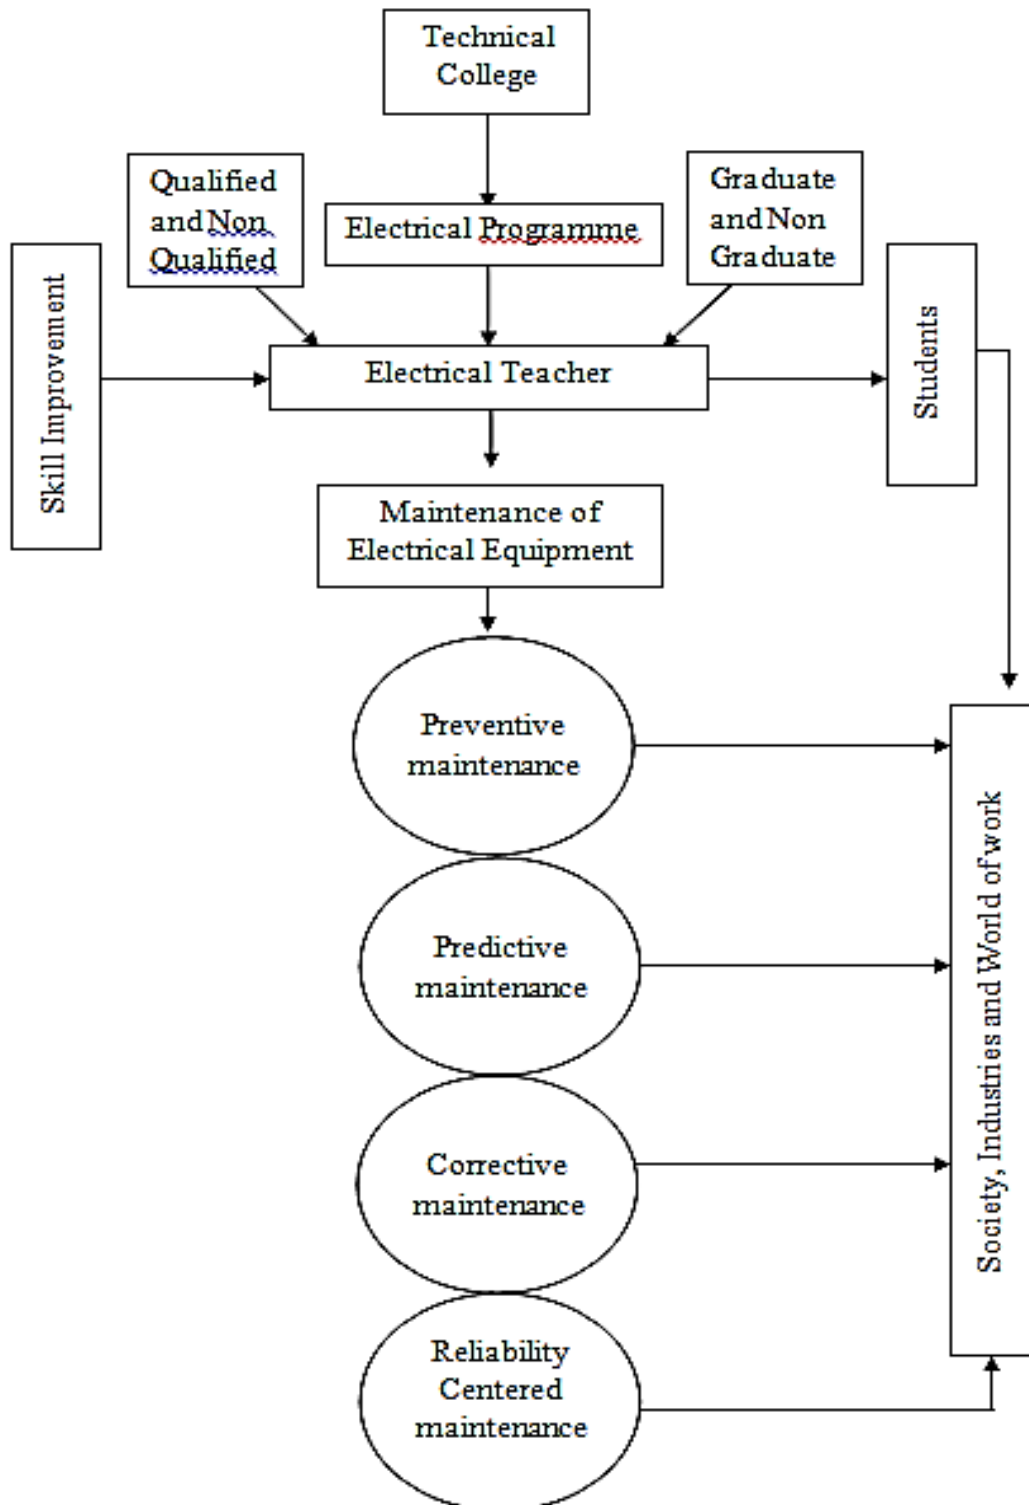 Technical
College
Qualified
and Non
Qualified
Electrical Programme
Graduate
and Non
Graduate
Skill Improvement
Electrical Teacher
Students
Maintenance of
Electrical Equipment
Preventive
maintenance
Predictive
maintenance
Corrective
maintenance
Reliability
Centered
maintenance
Society, Industries and World of work